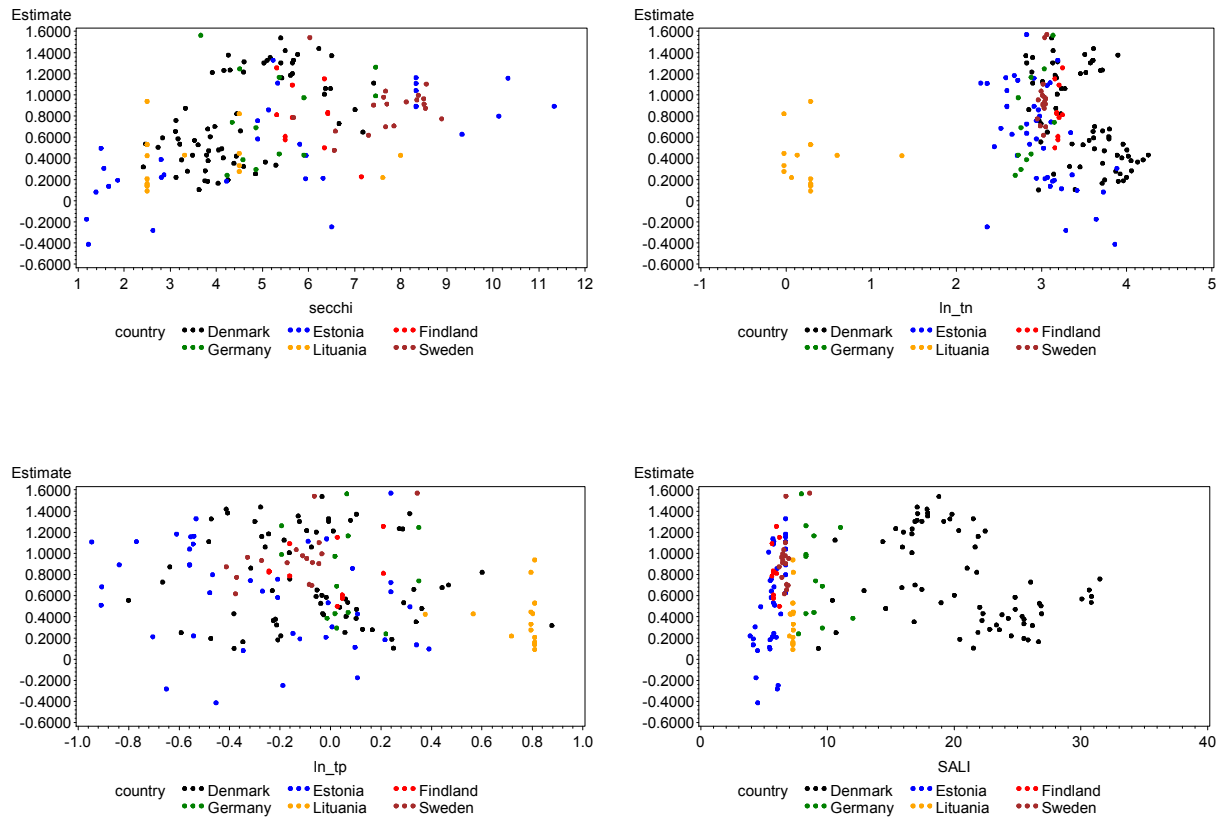 Estimate
1.6000
1.4000
1.2000
1.0000
0.8000
0.6000
0.4000
0.2000
0
-0.2000
-0.4000
-0.6000
1 2 3 4 5 6 7 8 9 10 11 12
secchi
country Denmark Estonia Findland
Germany Lituania Sweden
Estimate
1.6000
1.4000
1.2000
1.0000
0.8000
0.6000
0.4000
0.2000
0
-0.2000
-0.4000
-0.6000
-1 0 1 2 3 4 5
ln_tn
country Denmark Estonia Findland
Germany Lituania Sweden
Estimate
1.6000
1.4000
1.2000
1.0000
0.8000
0.6000
0.4000
0.2000
0
-0.2000
-0.4000
-0.6000
-1.0 -0.8 -0.6 -0.4 -0.2 0.0 0.2 0.4 0.6 0.8 1.0
ln_tp
country Denmark Estonia Findland
Germany Lituania Sweden
Estimate
1.6000
1.4000
1.2000
1.0000
0.8000
0.6000
0.4000
0.2000
0
-0.2000
-0.4000
-0.6000
0 10 20 30 40
SALI
country Denmark Estonia Findland
Germany Lituania Sweden